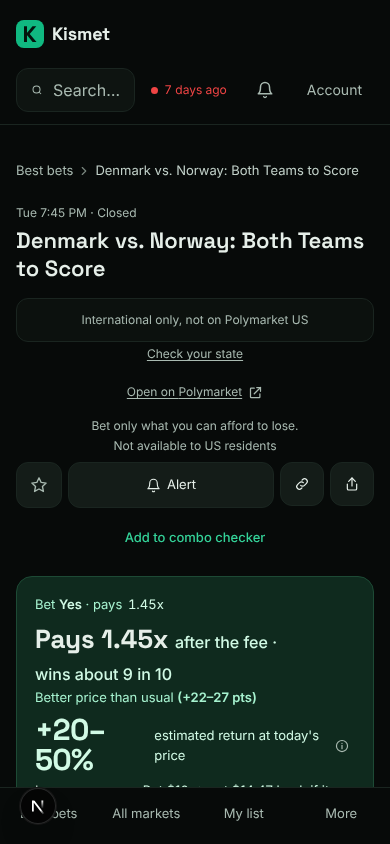 Kismet
Search...
7 days ago
Account
Best bets > Denmark vs. Norway: Both Teams to Score
Tue 7:45 PM · Closed
Denmark vs. Norway: Both Teams
to Score
International only, not on Polymarket US
Check your state
Open on Polymarket
Bet only what you can afford to lose.
Not available to US residents
Alert
Add to combo checker
Bet Yes · pays 1.45x
Pays 1.45x after the fee ·
wins about 9 in 10
Better price than usual (+22–27 pts)
+20–
50%
estimated return at today's
price
N
bets
All markets
My list
More